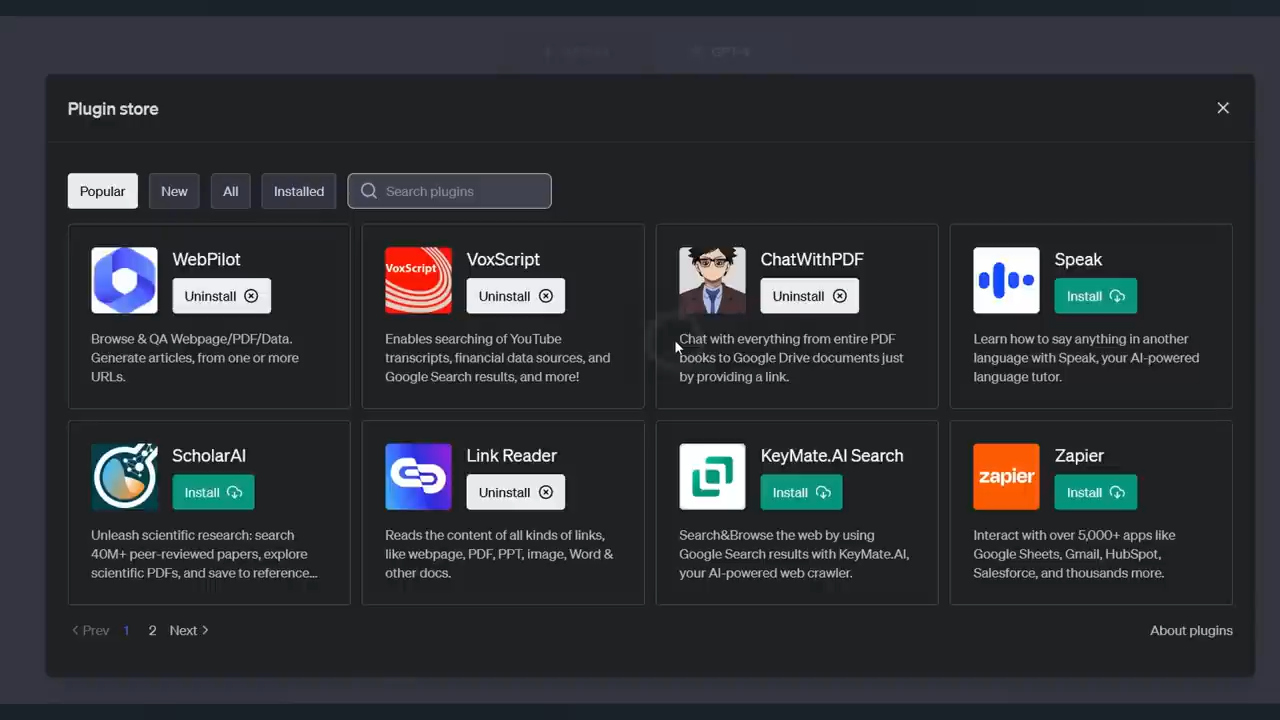 Plugin store
Popular
New
All
Installed
Search plugins
WebPilot
Uninstall
Browse & QA Webpage/PDF/Data.
Generate articles, from one or more
URLs.
VoxScript
VoxScript
Uninstall
Enables searching of YouTube
transcripts, financial data sources, and
Google Search results, and more!
ChatWithPDF
Uninstall
Chat with everything from entire PDF
books to Google Drive documents just
by providing a link.
Speak
Install
Learn how to say anything in another
language with Speak, your AI-powered
language tutor.
ScholarAI
Install
Unleash scientific research: search
40M+ peer-reviewed papers, explore
scientific PDFs, and save to reference...
Link Reader
Uninstall
Reads the content of all kinds of links,
like webpage, PDF, PPT, image, Word &
other docs.
KeyMate.AI Search
Install
Search&Browse the web by using
Google Search results with KeyMate.AI,
your AI-powered web crawler.
zapier
Zapier
Install
Interact with over 5,000+ apps like
Google Sheets, Gmail, HubSpot,
Salesforce, and thousands more.
Prev 1 2 Next
About plugins